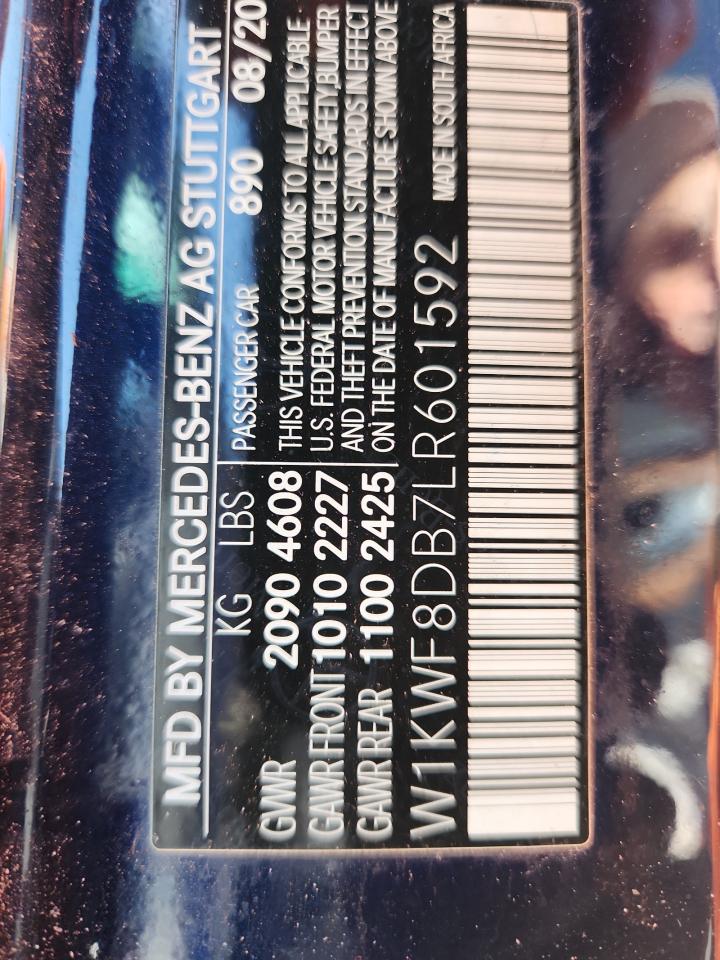 MFD BY MERCEDES-BENZ AG STUTTGART
KG LBS
GVWR 2090 4608
GAWR FRONT 1010 2227
GAWR REAR 1100 2425
PASSENGER CAR 890 08/20
THIS VEHICLE CONFORMS TO ALL APPLICABLE
U.S. FEDERAL MOTOR VEHICLE SAFETY,BUMPER
AND THEFT PREVENTION STANDARDS IN EFFECT
ON THE DATE OF MANUFACTURE SHOWN ABOVE
W1KWF8DB7LR601592 MADE IN SOUTH AFRICA